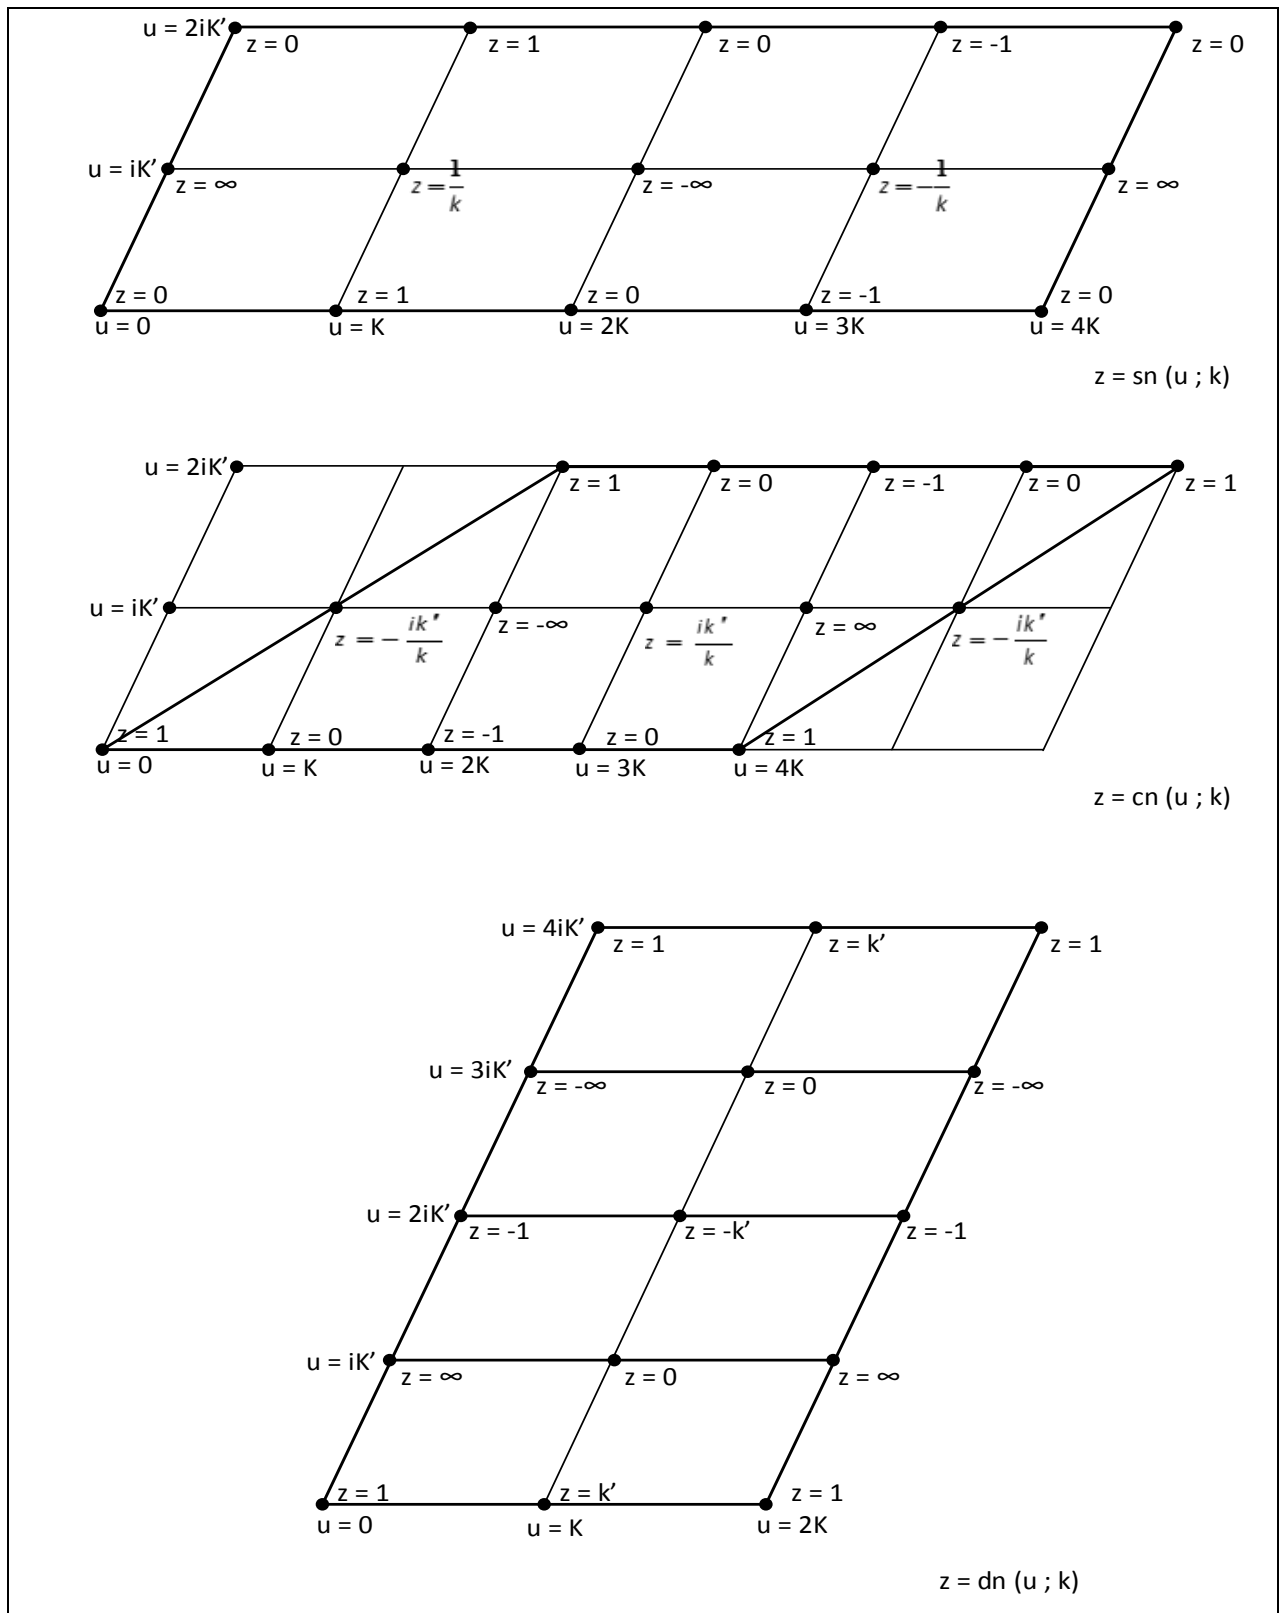 u = 2iK’
z = 0 z = 1 z = 0 z = -1 z = 0
u = iK’
z = ∞ z = 1/k z = -∞ z = -1/k z = ∞
z = 0 z = 1 z = 0 z = -1 z = 0
u = 0 u = K u = 2K u = 3K u = 4K
z = sn (u ; k)
u = 2iK’
z = 1 z = 0 z = -1 z = 0 z = 1
u = iK’
z = - ik'/k z = -∞ z = ik'/k z = ∞ z = - ik'/k
z = 1 z = 0 z = -1 z = 0 z = 1
u = 0 u = K u = 2K u = 3K u = 4K
z = cn (u ; k)
u = 4iK’
z = 1 z = k’ z = 1
u = 3iK’
z = -∞ z = 0 z = -∞
u = 2iK’
z = -1 z = -k’ z = -1
u = iK’
z = ∞ z = 0 z = ∞
z = 1 z = k’ z = 1
u = 0 u = K u = 2K
z = dn (u ; k)